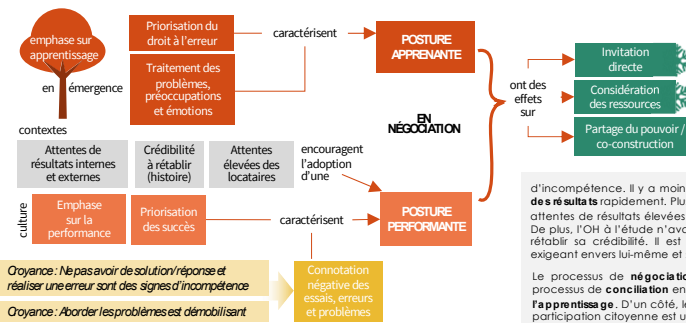 emphase sur
apprentissage
en émergence
Priorisation du
droit à l'erreur
Traitement des
problèmes,
préoccupations
et émotions
caractérisent
POSTURE
APPRENANTE
ont des
effets
sur
Invitation
directe
Considération
des ressources
Partage du pouvoir /
co-construction
EN
NÉGOCIATION
contextes
Attentes de
résultats internes
et externes
Crédibilité
à rétablir
(histoire)
Attentes
élevées des
locataires
encouragent
l'adoption
d'une
culture
Emphase
sur la
performance
Priorisation
des succès
caractérisent
POSTURE
PERFORMANTE
Croyance : Ne pas avoir de solution/réponse et
réaliser une erreur sont des signes d'incompétence
Croyance : Aborder les problèmes est démobilisant
Connotation
négative des
essais, erreurs
et problèmes
d'incompétence. Il y a moin
des résultats rapidement. Plu
attentes de résultats élevées
De plus, l'OH à l'étude n'avo
rétablir sa crédibilité. Il est
exigeant envers lui-même et
Le processus de négociatio
processus de conciliation en
l'apprentissage. D'un côté, le
participation citoyenne est u